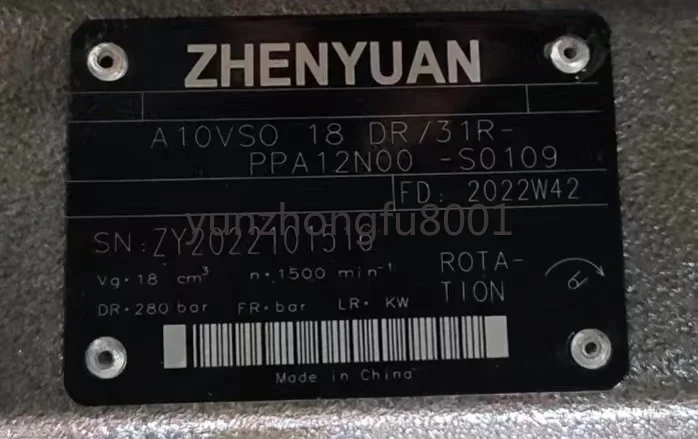 ZHENYUAN
A10VSO 18 DR/31R-
PPA12N00 -S0109
FD: 2022W42
yunzhongfu8001
SN: ZY2022101518
Vg· 18 cm³ n· 1500 min⁻¹
DR· 280 bar FR· bar LR· KW
ROTA-
TION
Made in China